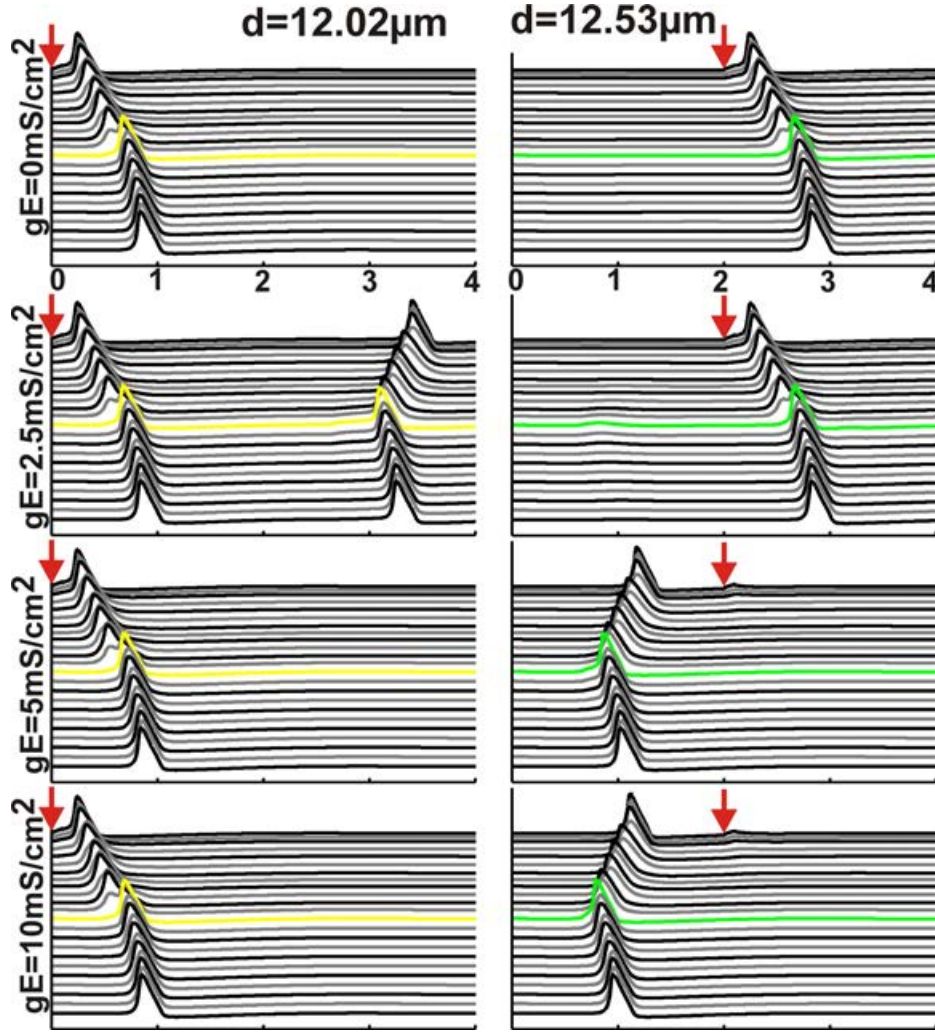 d=12.02µm
d=12.53µm
gE=0mS/cm2
0 1 2 3 4
0 1 2 3 4
gE=2.5mS/cm2
gE=5mS/cm2
gE=10mS/cm2